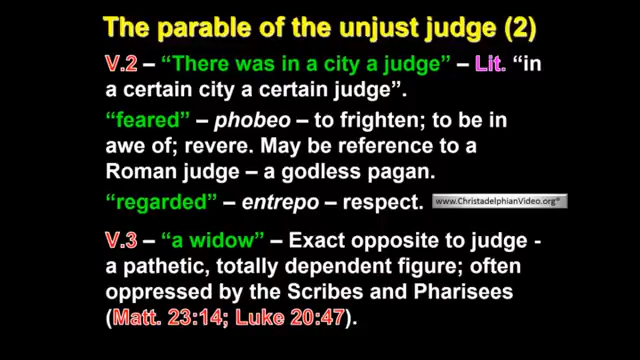 The parable of the unjust judge (2)
V.2 – “There was in a city a judge” – Lit. “in
a certain city a certain judge”.
“feared” – phobeo – to frighten; to be in
awe of; revere. May be reference to a
Roman judge – a godless pagan.
“regarded” – entrepo – respect. www.ChristadelphianVideo.org®
V.3 – “a widow” – Exact opposite to judge -
a pathetic, totally dependent figure; often
oppressed by the Scribes and Pharisees
(Matt. 23:14; Luke 20:47).